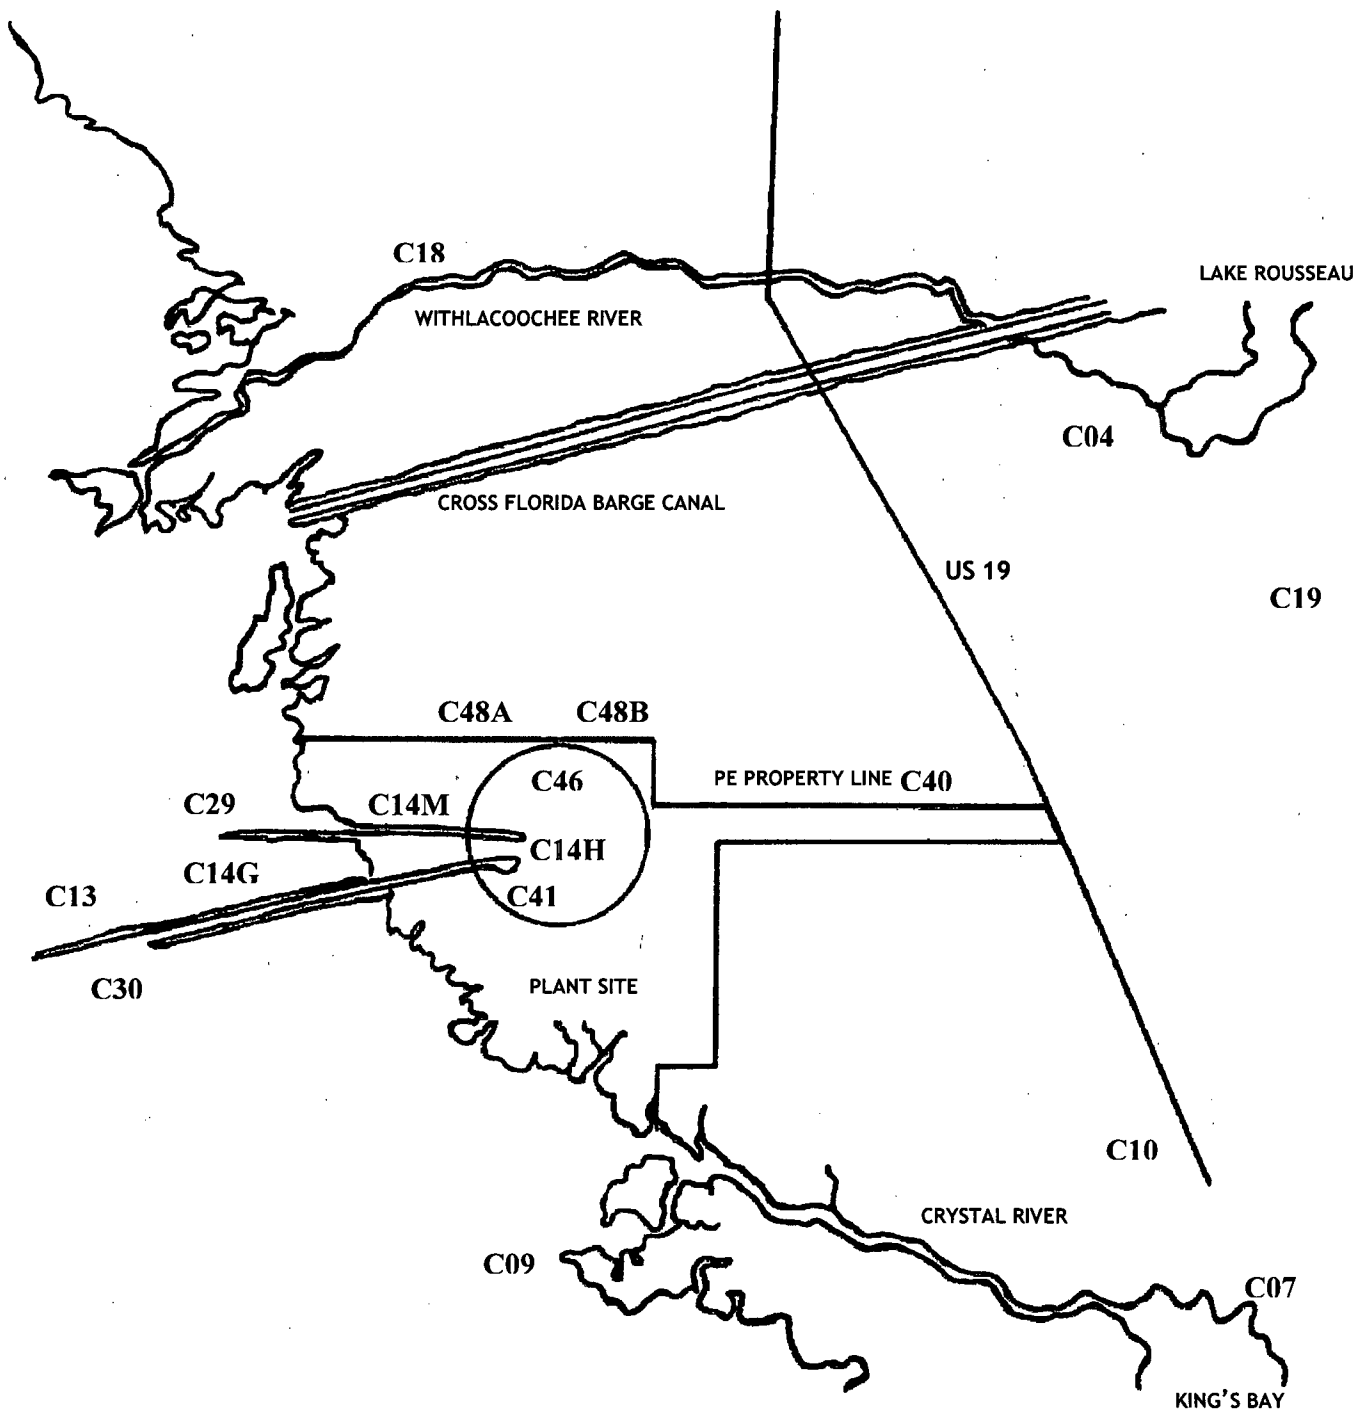 C18
LAKE ROUSSEAU
WITHLACOOCHEE RIVER
C04
CROSS FLORIDA BARGE CANAL
US 19
C19
C48A
C48B
C46
PE PROPERTY LINE C40
C29
C14M
C14H
C14G
C13
C41
C30
PLANT SITE
C10
CRYSTAL RIVER
C09
C07
KING'S BAY